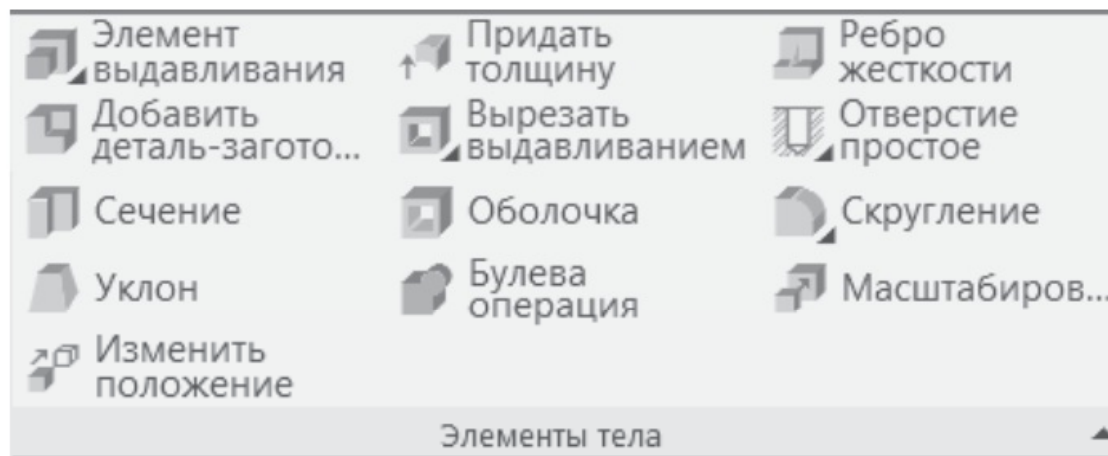 Элемент
выдавливания
Придать
толщину
Ребро
жесткости
Добавить
деталь-загото...
Вырезать
выдавливанием
Отверстие
простое
Сечение
Оболочка
Скругление
Уклон
Булева
операция
Масштабиров...
Изменить
положение
Элементы тела